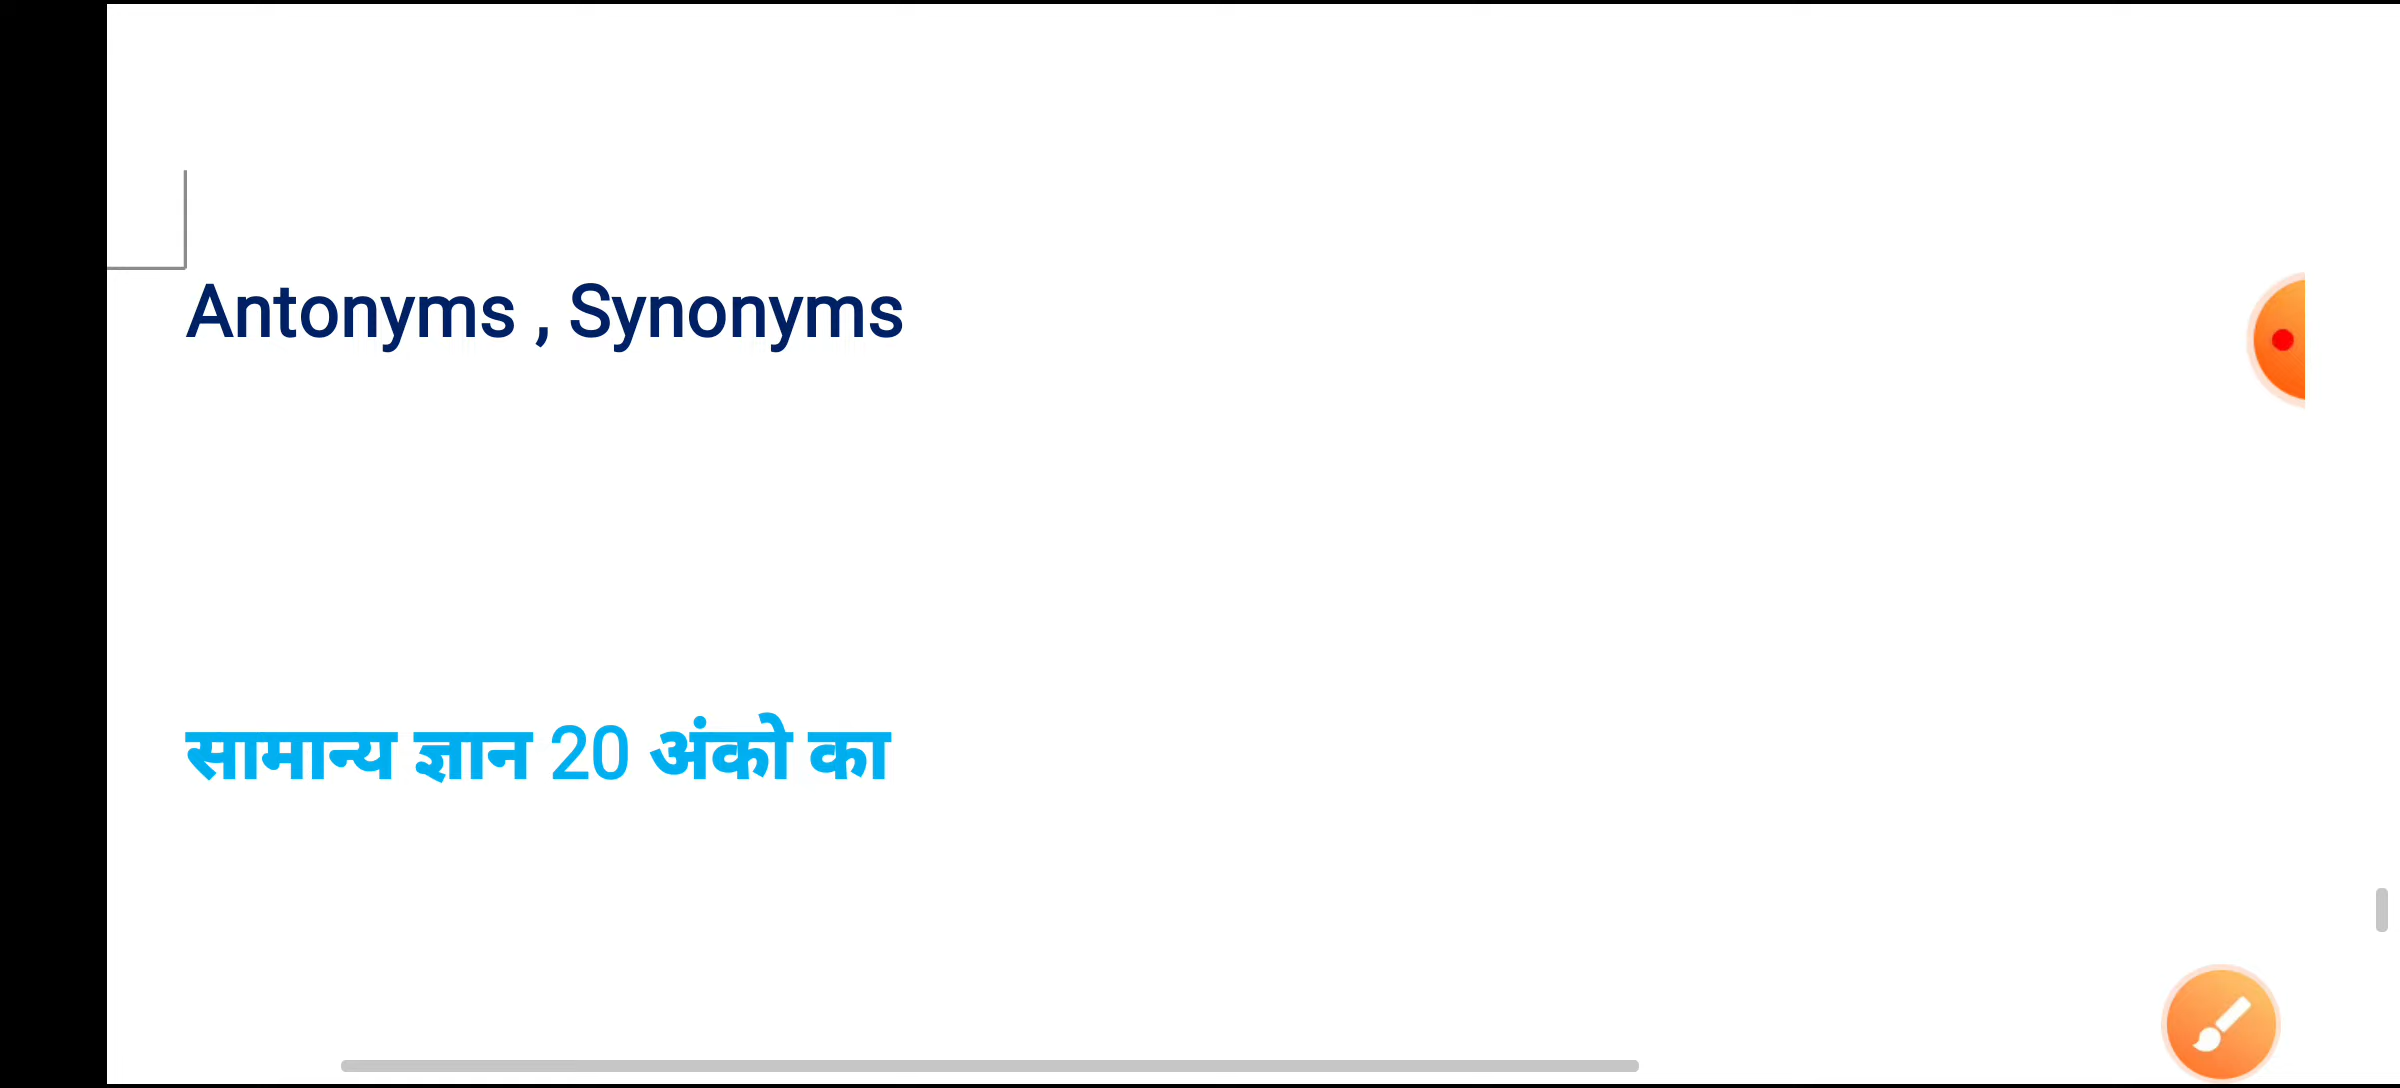 Antonyms , Synonyms
सामान्य ज्ञान 20 अंको का